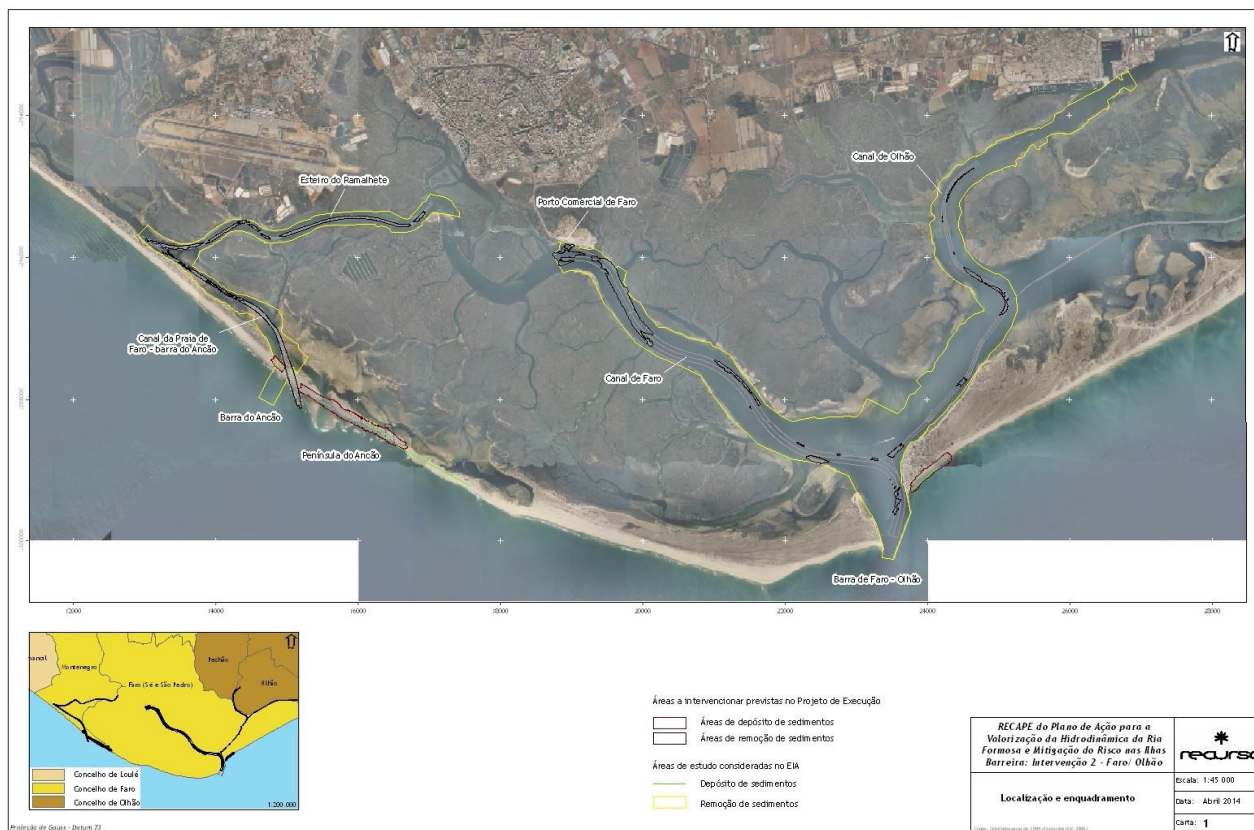 Esteiro do Ramalhete
Porto Comercial de Faro
Canal de Olhão
Canal da Praia de
Faro - barra do Ancão
Canal de Faro
Barra do Ancão
Península do Ancão
Barra de Faro - Olhão
12000
14000
16000
18000
20000
22000
24000
26000
28000
Montenegro
Faro (Sé e São Pedro)
Pechão
Olhão
Concelho de Loulé
Concelho de Faro
Concelho de Olhão
1:200 000
Projeção de Gauss - Datum 73
Áreas a intervencionar previstas no Projeto de Execução
Áreas de depósito de sedimentos
Áreas de remoção de sedimentos
Áreas de estudo consideradas no EIA
Depósito de sedimentos
Remoção de sedimentos
RECAPE do Plano de Ação para a
Valorização da Hidrodinâmica da Ria
Formosa e Mitigação do Risco nas Ilhas
Barreira: Intervenção 2 - Faro/ Olhão
Localização e enquadramento
recurso
Escala: 1:45 000
Data: Abril 2014
Carta: 1